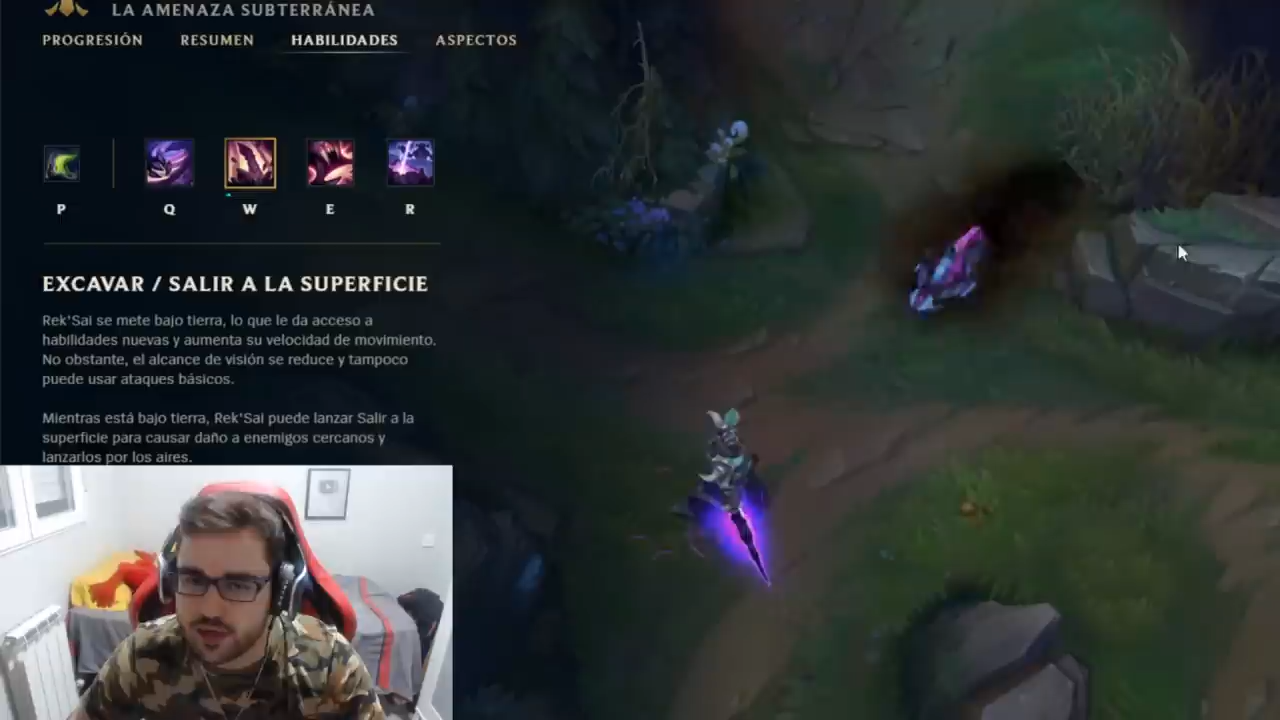 LA AMENAZA SUBTERRÁNEA
PROGRESIÓN RESUMEN HABILIDADES ASPECTOS
P Q W E R
EXCAVAR / SALIR A LA SUPERFICIE
Rek'Sai se mete bajo tierra, lo que le da acceso a
habilidades nuevas y aumenta su velocidad de movimiento.
No obstante, el alcance de visión se reduce y tampoco
puede usar ataques básicos.
Mientras está bajo tierra, Rek'Sai puede lanzar Salir a la
superficie para causar daño a enemigos cercanos y
lanzarlos por los aires.